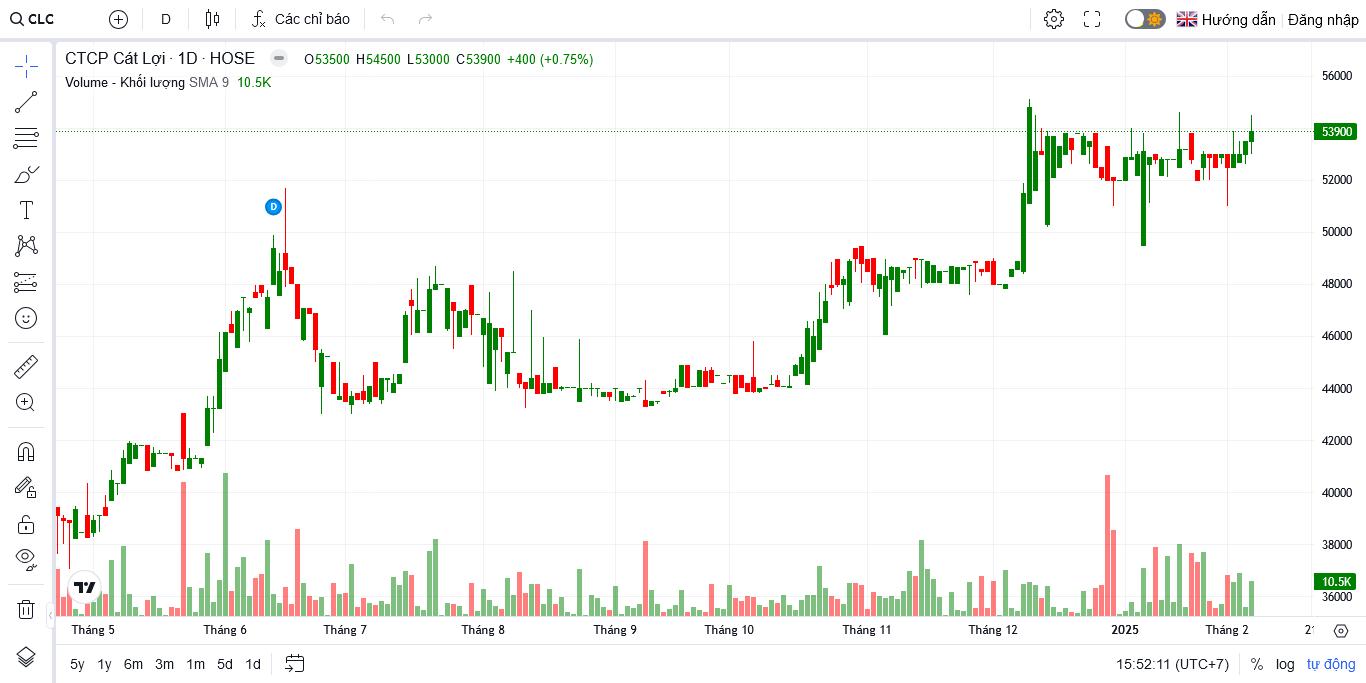 CLC D Các chỉ báo Hướng dẫn Đăng nhập
CTCP Cát Lợi · 1D · HOSE O53500 H54500 L53000 C53900 +400 (+0.75%)
Volume - Khối lượng SMA 9 10.5K
56000
53900
52000
50000
48000
46000
44000
42000
40000
38000
10.5K
36000
D
Tháng 5 Tháng 6 Tháng 7 Tháng 8 Tháng 9 Tháng 10 Tháng 11 Tháng 12 2025 Tháng 2 21
5y 1y 6m 3m 1m 5d 1d 15:52:11 (UTC+7) % log tự động